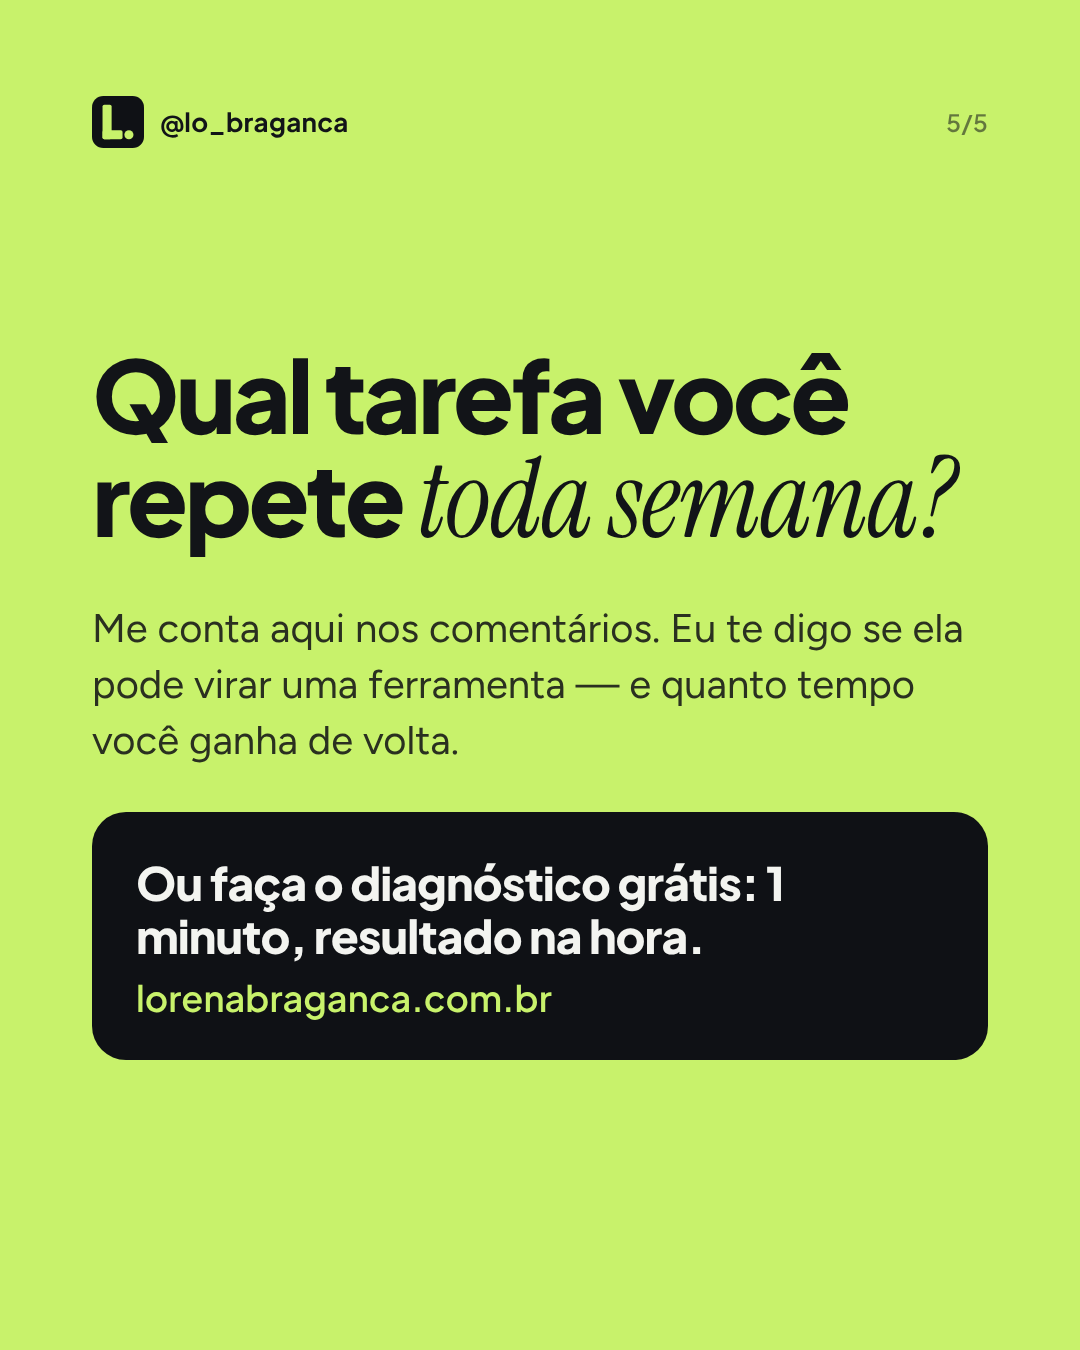 L. @lo_braganca
5/5
Qual tarefa você
repete toda semana?
Me conta aqui nos comentários. Eu te digo se ela
pode virar uma ferramenta — e quanto tempo
você ganha de volta.
Ou faça o diagnóstico grátis: 1
minuto, resultado na hora.
lorenabraganca.com.br